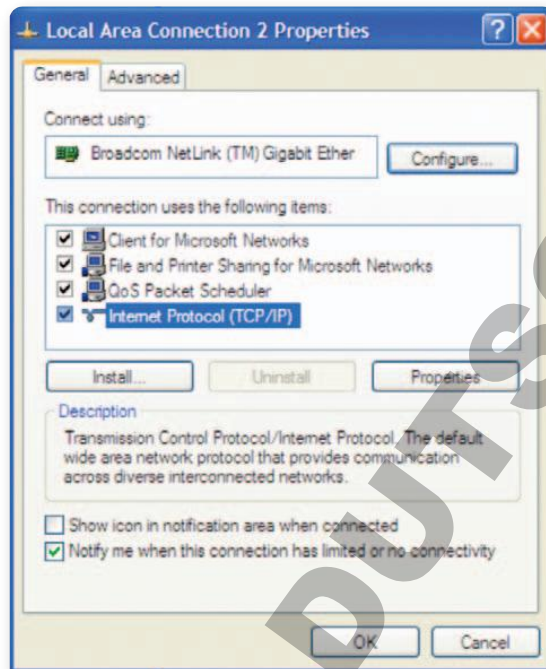 Local Area Connection 2 Properties
General Advanced
Connect using:
Broadcom NetLink (TM) Gigabit Ether Configure...
This connection uses the following items:
Client for Microsoft Networks
File and Printer Sharing for Microsoft Networks
QoS Packet Scheduler
Internet Protocol (TCP/IP)
Install... Uninstall Properties
Description
Transmission Control Protocol/Internet Protocol. The default
wide area network protocol that provides communication
across diverse interconnected networks.
Show icon in notification area when connected
Notify me when this connection has limited or no connectivity
OK Cancel
DUTSC